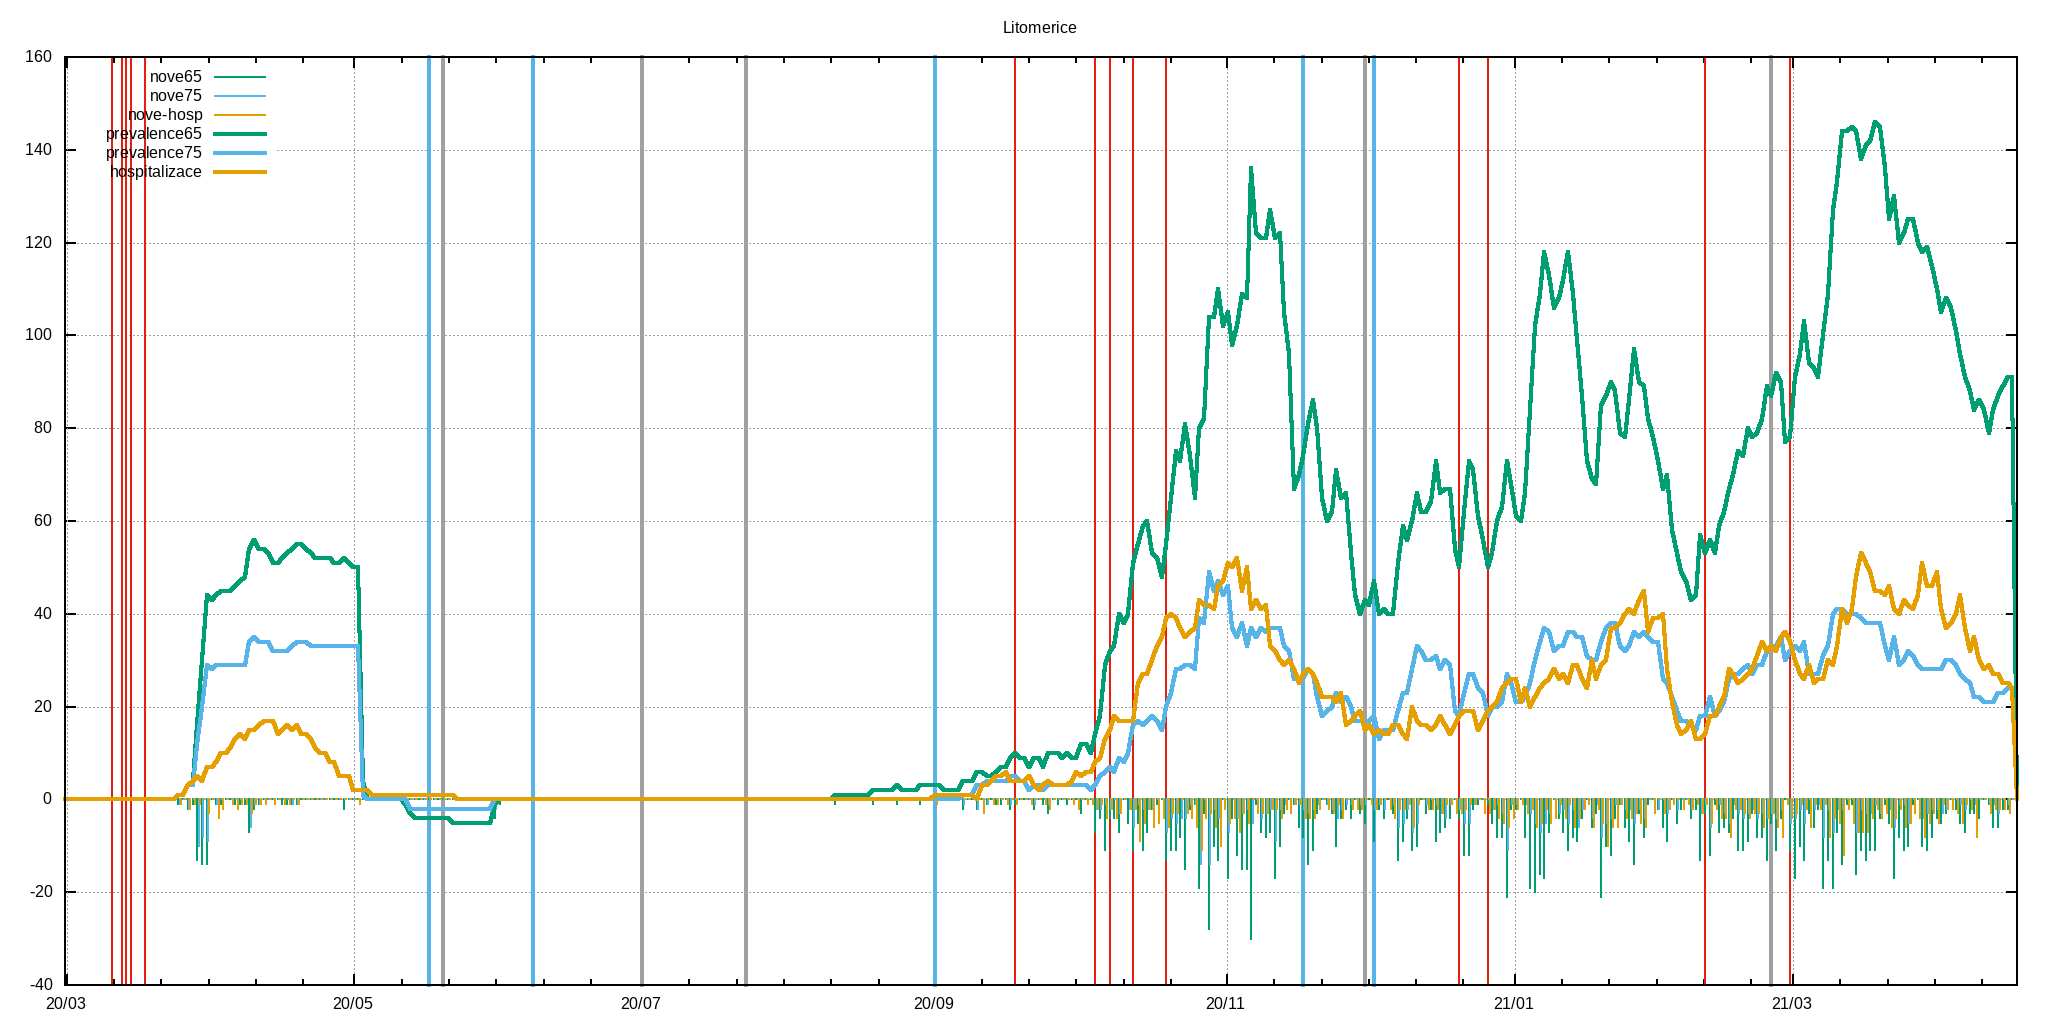 Litomerice
160
140
120
100
80
60
40
20
0
-20
-40
nove65
nove75
nove-hosp
prevalence65
prevalence75
hospitalizace
20/03 20/05 20/07 20/09 20/11 21/01 21/03